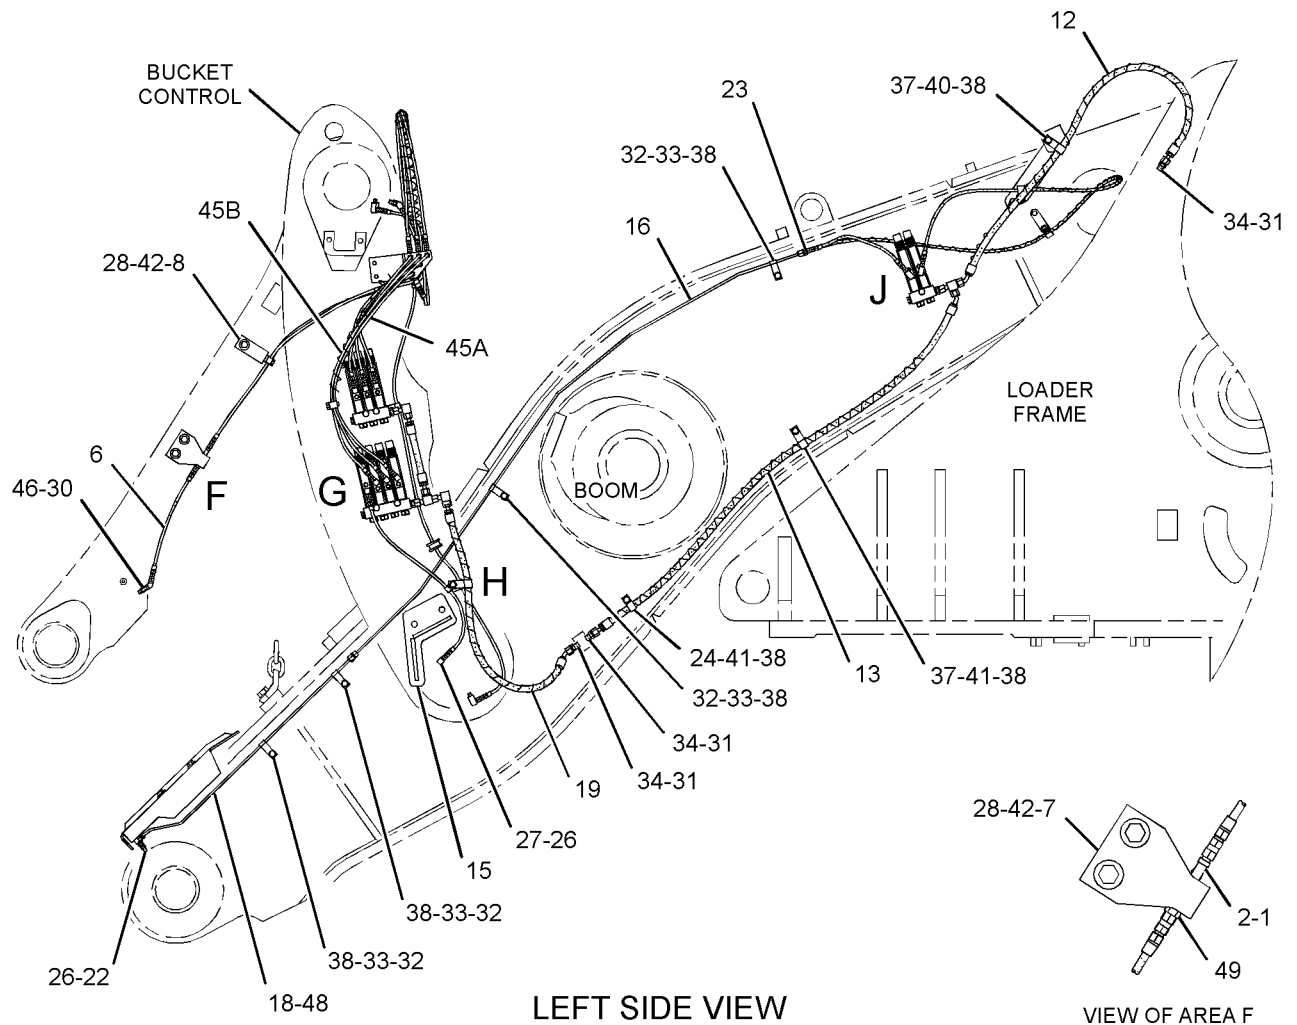 12
BUCKET
CONTROL
23
37-40-38
32-33-38
45B
16
34-31
28-42-8
J
45A
LOADER
FRAME
6
46-30
F
G
BOOM
H
24-41-38
13
37-41-38
32-33-38
34-31
34-31
19
28-42-7
27-26
15
38-33-32
2-1
38-33-32
49
26-22
18-48
LEFT SIDE VIEW
VIEW OF AREA F